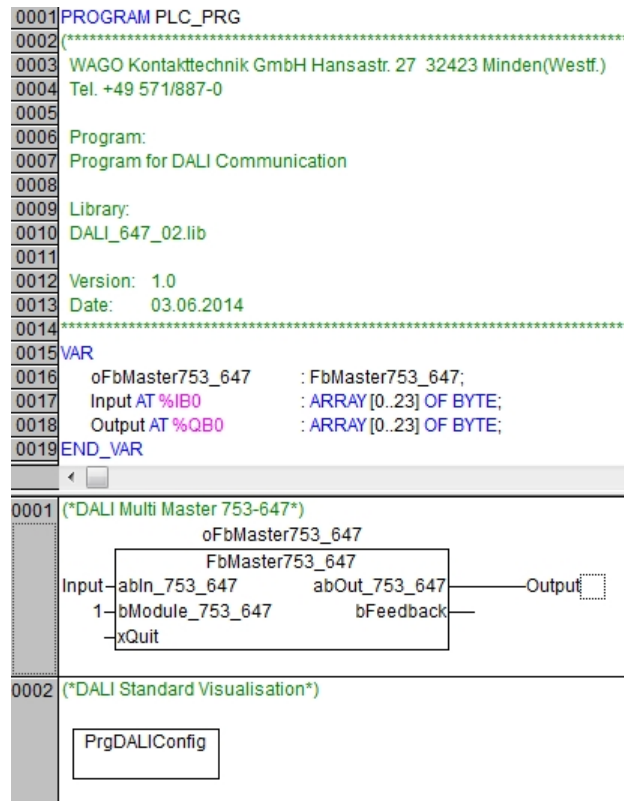 0001 PROGRAM PLC_PRG
0002 (***************************************************************************
0003 WAGO Kontakttechnik GmbH Hansastr. 27 32423 Minden(Westf.)
0004 Tel. +49 571/887-0
0005
0006 Program:
0007 Program for DALI Communication
0008
0009 Library:
0010 DALI_647_02.lib
0011
0012 Version: 1.0
0013 Date: 03.06.2014
0014 ***************************************************************************
0015 VAR
0016 oFbMaster753_647 : FbMaster753_647;
0017 Input AT %IB0 : ARRAY [0..23] OF BYTE;
0018 Output AT %QB0 : ARRAY [0..23] OF BYTE;
0019 END_VAR
0001 (*DALI Multi Master 753-647*)
oFbMaster753_647
FbMaster753_647
Input abIn_753_647 abOut_753_647 Output
1 bModule_753_647 bFeedback
xQuit
0002 (*DALI Standard Visualisation*)
PrgDALIConfig